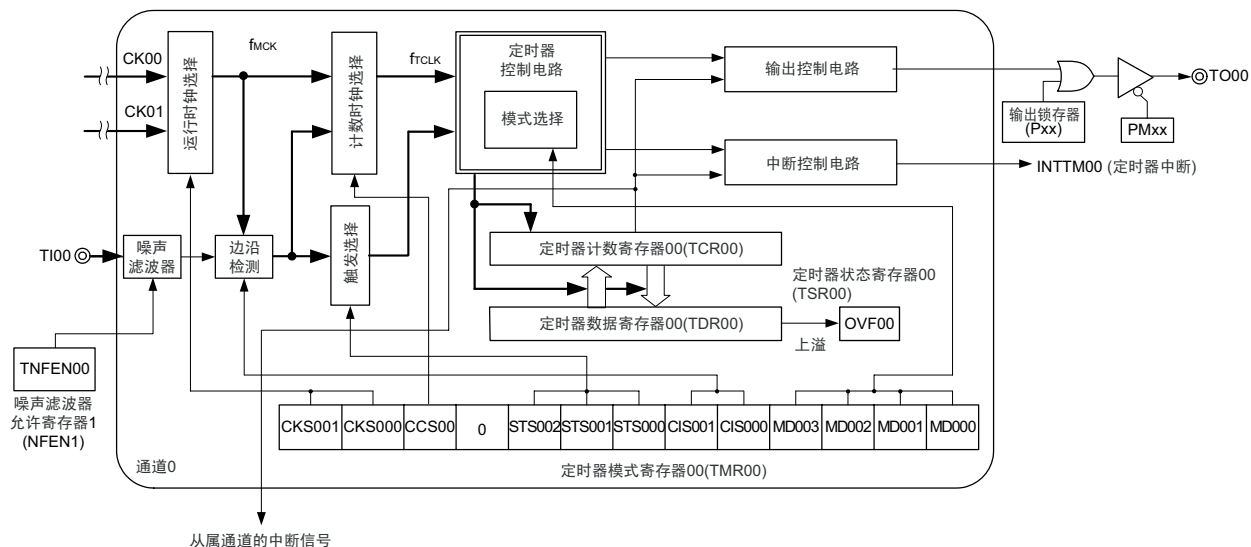 CK00
CK01
运行时钟选择
fMCK
计数时钟选择
fTCLK
定时器
控制电路
模式选择
输出控制电路
输出锁存器
(Pxx)
PMxx
TO00
中断控制电路
INTTM00 (定时器中断)
TI00
噪声
滤波器
边沿
检测
触发选择
定时器计数寄存器00(TCR00)
定时器状态寄存器00
(TSR00)
定时器数据寄存器00(TDR00)
OVF00
上溢
TNFEN00
噪声滤波器
允许寄存器1
(NFEN1)
CKS001 CKS000 CCS00 0 STS002 STS001 STS000 CIS001 CIS000 MD003 MD002 MD001 MD000
通道0
定时器模式寄存器00(TMR00)
从属通道的中断信号